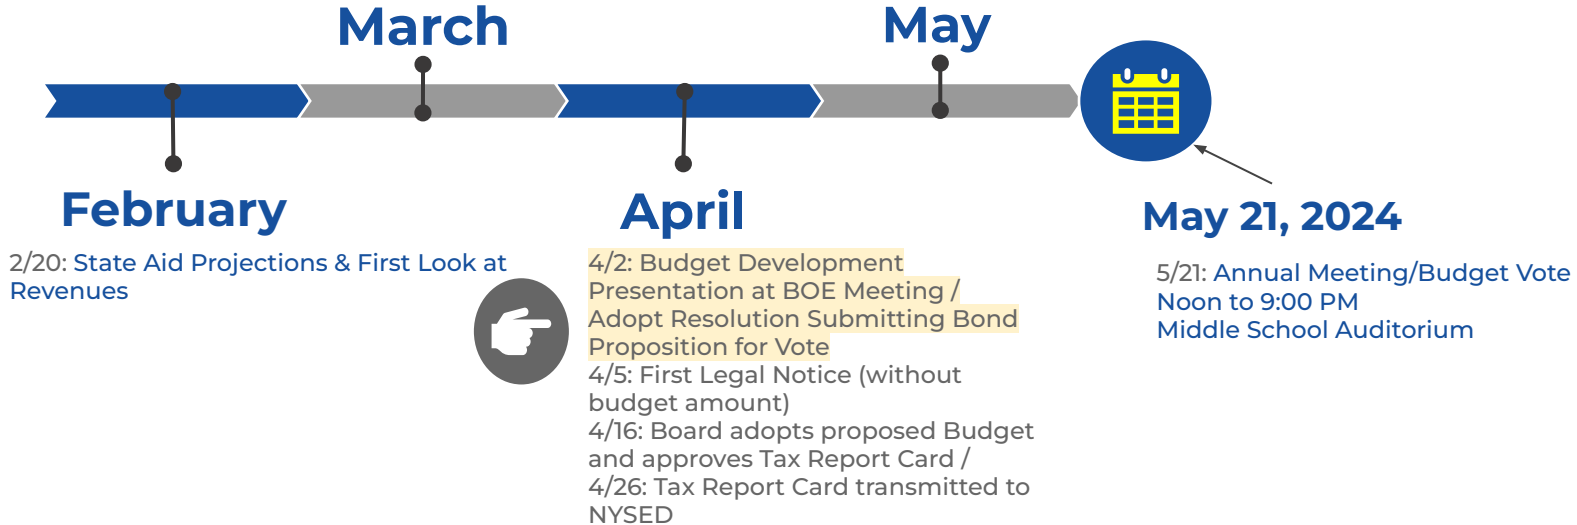 March
May
February
April
May 21, 2024
2/20: State Aid Projections & First Look at
Revenues
4/2: Budget Development
Presentation at BOE Meeting /
Adopt Resolution Submitting Bond
Proposition for Vote
4/5: First Legal Notice (without
budget amount)
4/16: Board adopts proposed Budget
and approves Tax Report Card /
4/26: Tax Report Card transmitted to
NYSED
5/21: Annual Meeting/Budget Vote
Noon to 9:00 PM
Middle School Auditorium